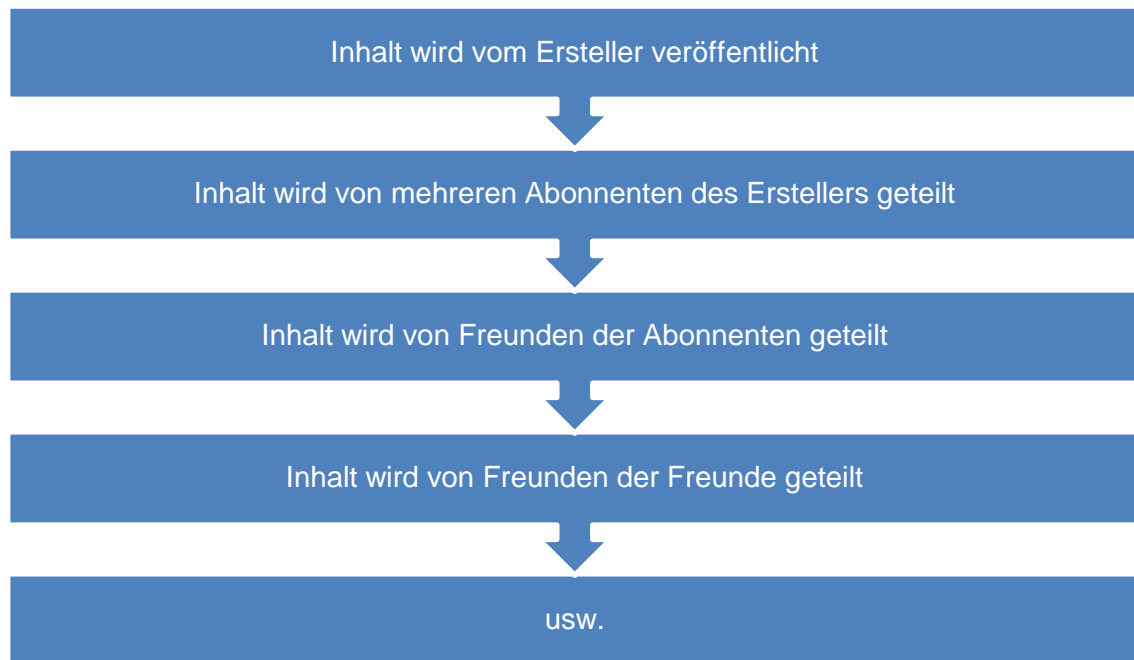 Inhalt wird vom Ersteller veröffentlicht
Inhalt wird von mehreren Abonnenten des Erstellers geteilt
Inhalt wird von Freunden der Abonnenten geteilt
Inhalt wird von Freunden der Freunde geteilt
usw.